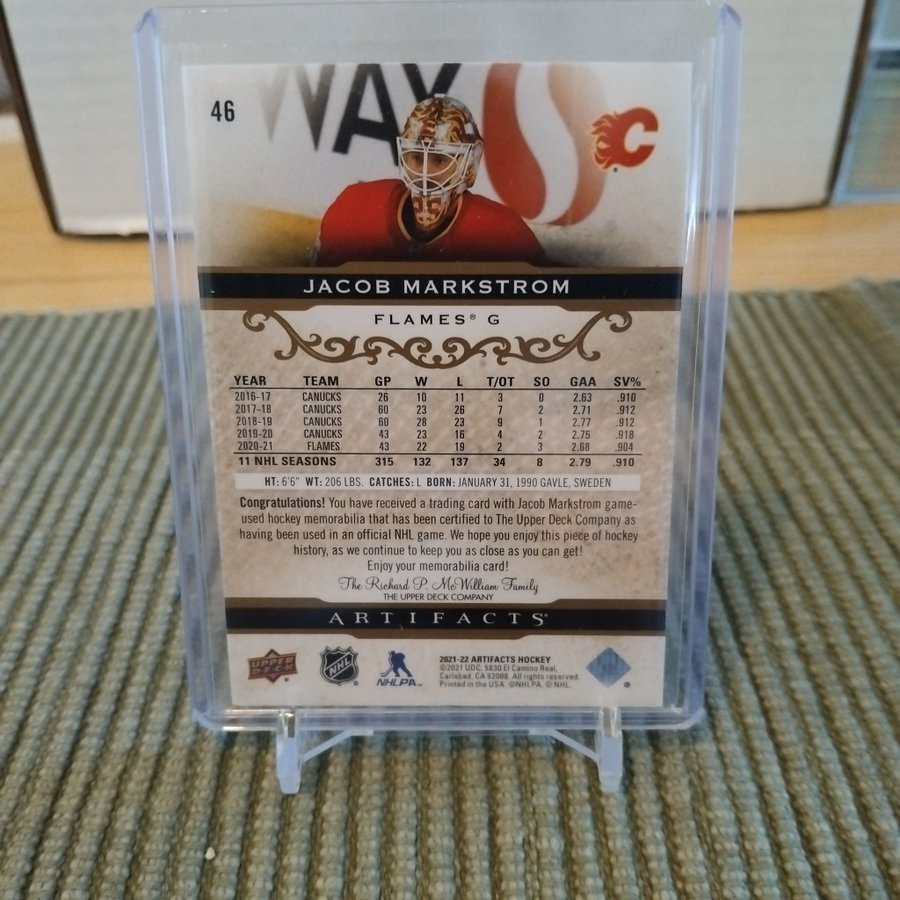 46
WAY
C
JACOB MARKSTROM
FLAMES® G
YEAR TEAM GP W L T/OT SO GAA SV%
2016-17 CANUCKS 26 10 11 3 0 2.63 .910
2017-18 CANUCKS 60 23 26 7 2 2.71 .912
2018-19 CANUCKS 60 28 23 9 1 2.77 .912
2019-20 CANUCKS 43 23 16 4 2 2.75 .918
2020-21 FLAMES 43 22 19 2 3 2.68 .904
11 NHL SEASONS 315 132 137 34 8 2.79 .910
HT: 6'6" WT: 206 LBS. CATCHES: L BORN: JANUARY 31, 1990 GAVLE, SWEDEN
Congratulations! You have received a trading card with Jacob Markstrom game-
used hockey memorabilia that has been certified to The Upper Deck Company as
having been used in an official NHL game. We hope you enjoy this piece of hockey
history, as we continue to keep you as close as you can get!
Enjoy your memorabilia card!
The Richard P. McWilliam Family
THE UPPER DECK COMPANY
ARTIFACTS®
UPPER DECK
NHL
NHLPA
2021-22 ARTIFACTS HOCKEY
©2021 UDC. 5830 El Camino Real,
Carlsbad, CA 92008. All rights reserved
Printed in the USA. ©NHLPA. © NHL.